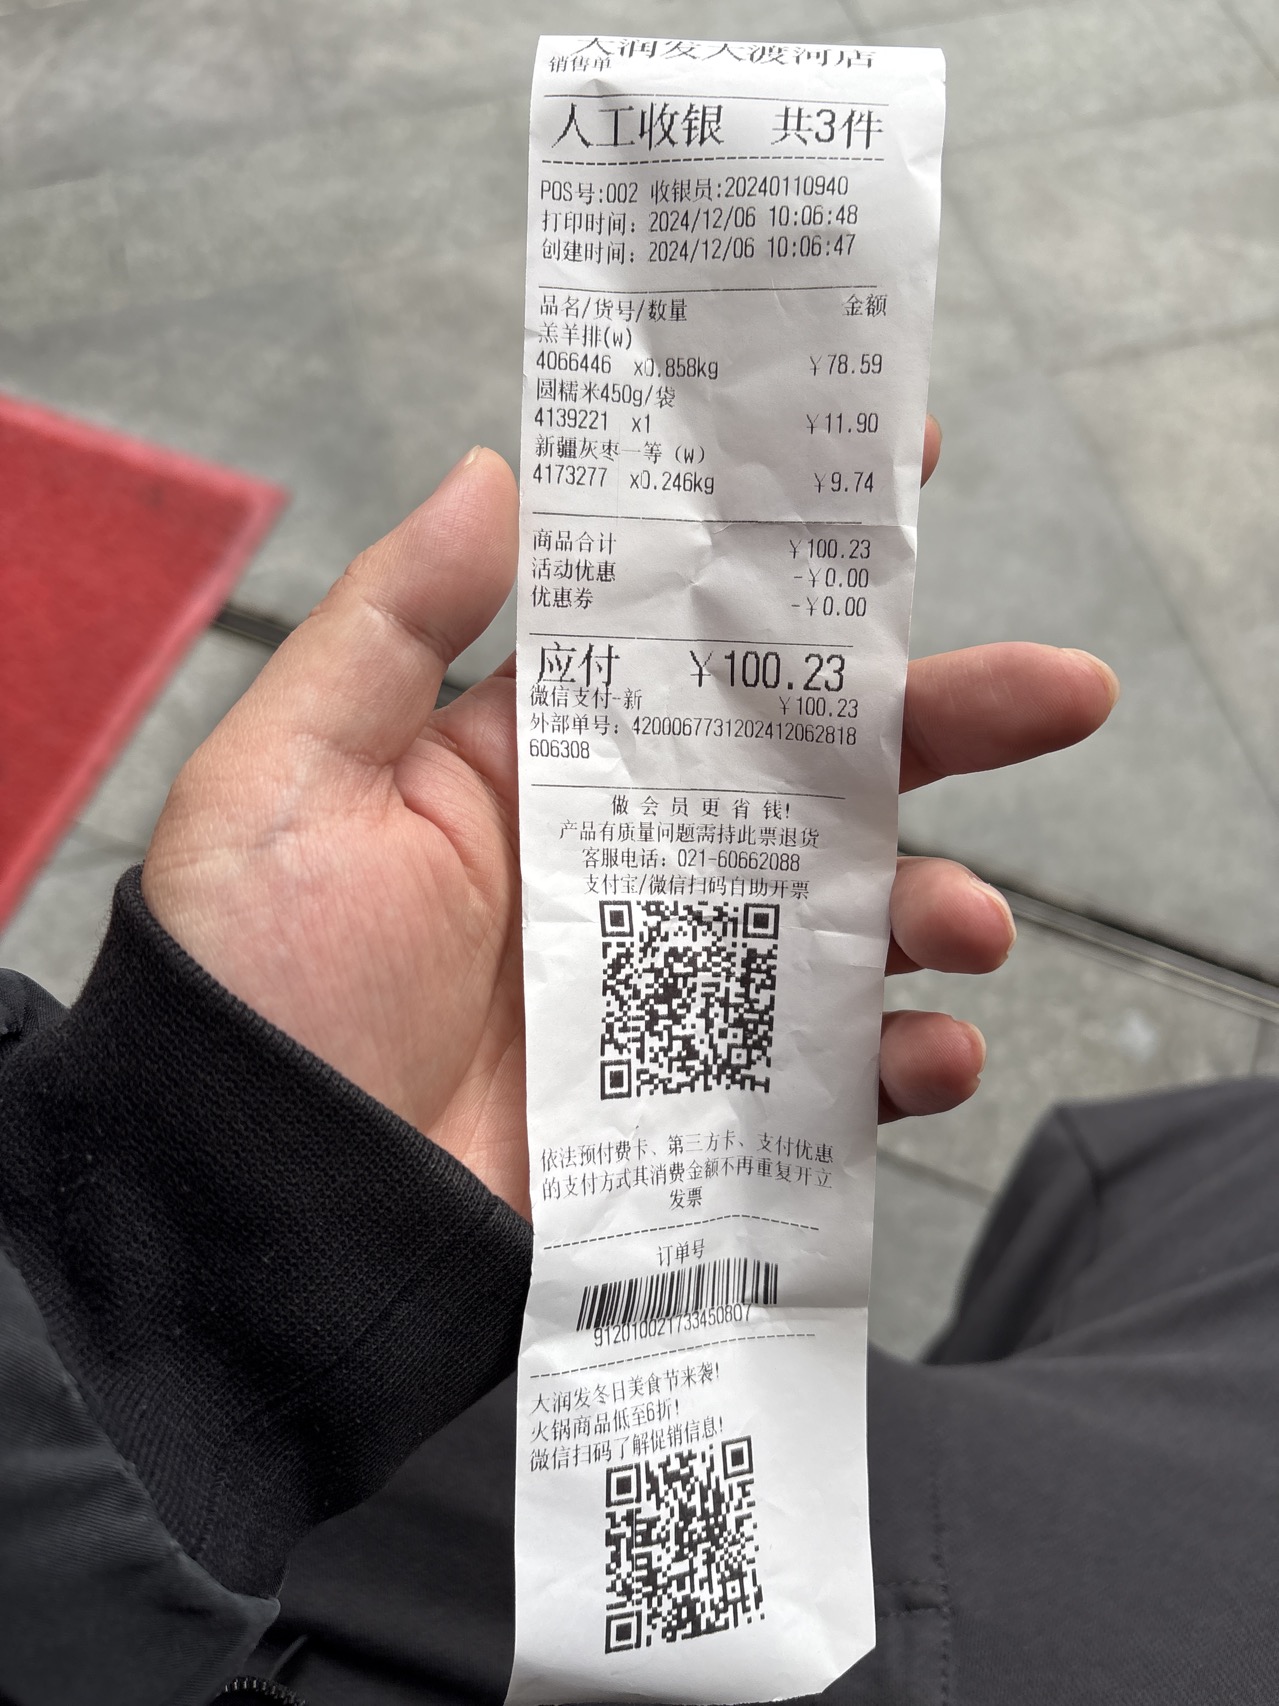 大润发大渡河店
销售单
人工收银 共3件
POS号:002 收银员:20240110940
打印时间: 2024/12/06 10:06:48
创建时间: 2024/12/06 10:06:47
品名/货号/数量 金额
羔羊排(w)
4066446 x0.858kg ￥78.59
圆糯米450g/袋
4139221 x1 ￥11.90
新疆灰枣一等（W）
4173277 x0.246kg ￥9.74
商品合计 ￥100.23
活动优惠 -￥0.00
优惠券 -￥0.00
应付 ￥100.23
微信支付-新 ￥100.23
外部单号: 4200067731202412062818
606308
做会员更省钱!
产品有质量问题需持此票退货
客服电话: 021-60662088
支付宝/微信扫码自助开票
依法预付费卡、第三方卡、支付优惠
的支付方式其消费金额不再重复开立
发票
订单号
912010021733450807
大润发冬日美食节来袭!
火锅商品低至6折!
微信扫码了解促销信息!